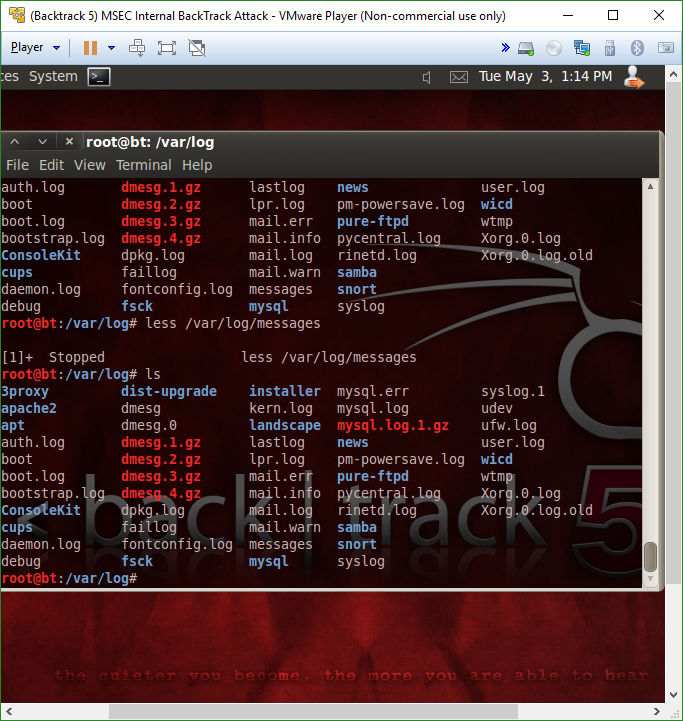 (Backtrack 5) MSEC Internal BackTrack Attack - VMware Player (Non-commercial use only)
Player
ces System Tue May 3, 1:14 PM
root@bt: /var/log
File Edit View Terminal Help
auth.log dmesg.1.gz lastlog news user.log
boot dmesg.2.gz lpr.log pm-powersave.log wicd
boot.log dmesg.3.gz mail.err pure-ftpd wtmp
bootstrap.log dmesg.4.gz mail.info pycentral.log Xorg.0.log
ConsoleKit dpkg.log mail.log rinetd.log Xorg.0.log.old
cups faillog mail.warn samba
daemon.log fontconfig.log messages snort
debug fsck mysql syslog
root@bt:/var/log# less /var/log/messages
[1]+ Stopped less /var/log/messages
root@bt:/var/log# ls
3proxy dist-upgrade installer mysql.err syslog.1
apache2 dmesg kern.log mysql.log udev
apt dmesg.0 landscape mysql.log.1.gz ufw.log
auth.log dmesg.1.gz lastlog news user.log
boot dmesg.2.gz lpr.log pm-powersave.log wicd
boot.log dmesg.3.gz mail.err pure-ftpd wtmp
bootstrap.log dmesg.4.gz mail.info pycentral.log Xorg.0.log
ConsoleKit dpkg.log mail.log rinetd.log Xorg.0.log.old
cups faillog mail.warn samba
daemon.log fontconfig.log messages snort
debug fsck mysql syslog
root@bt:/var/log#
<back|track 5
the quieter you become, the more you are able to hear